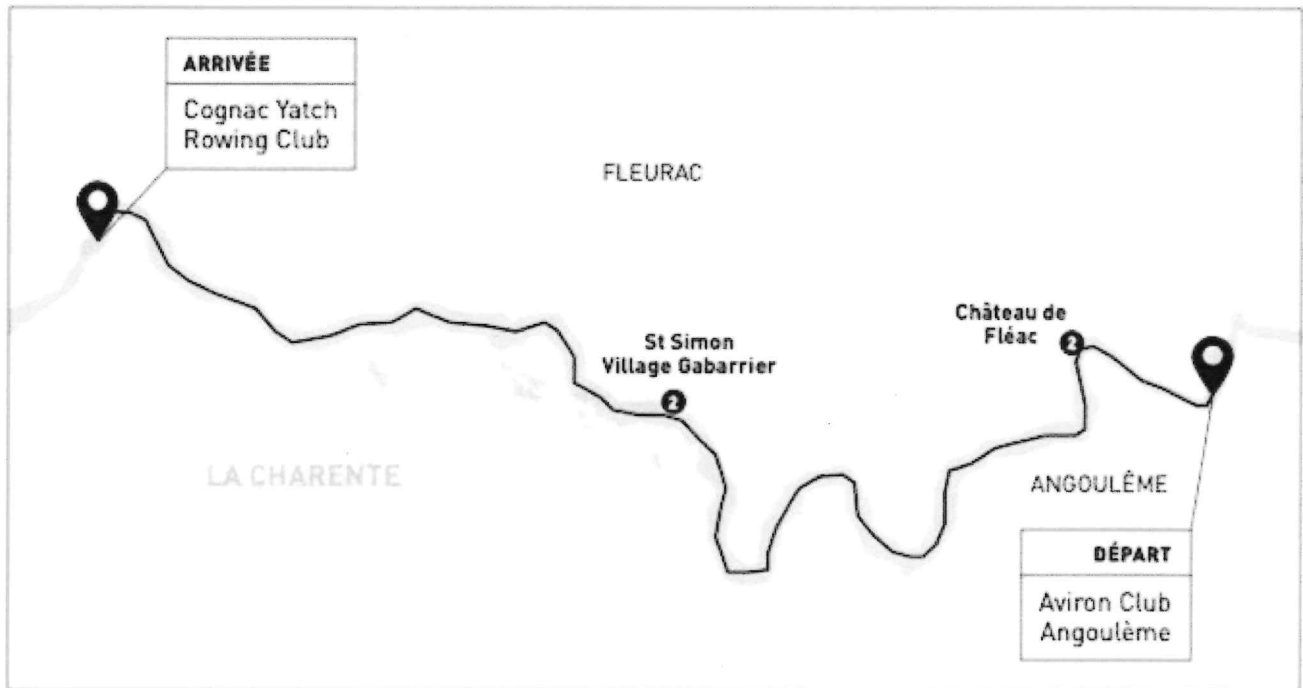 ARRIVÉE
Cognac Yatch
Rowing Club
FLEURAC
Château de
Fléac
2
St Simon
Village Gabarrier
2
LA CHARENTE
ANGOULÊME
DÉPART
Aviron Club
Angoulème